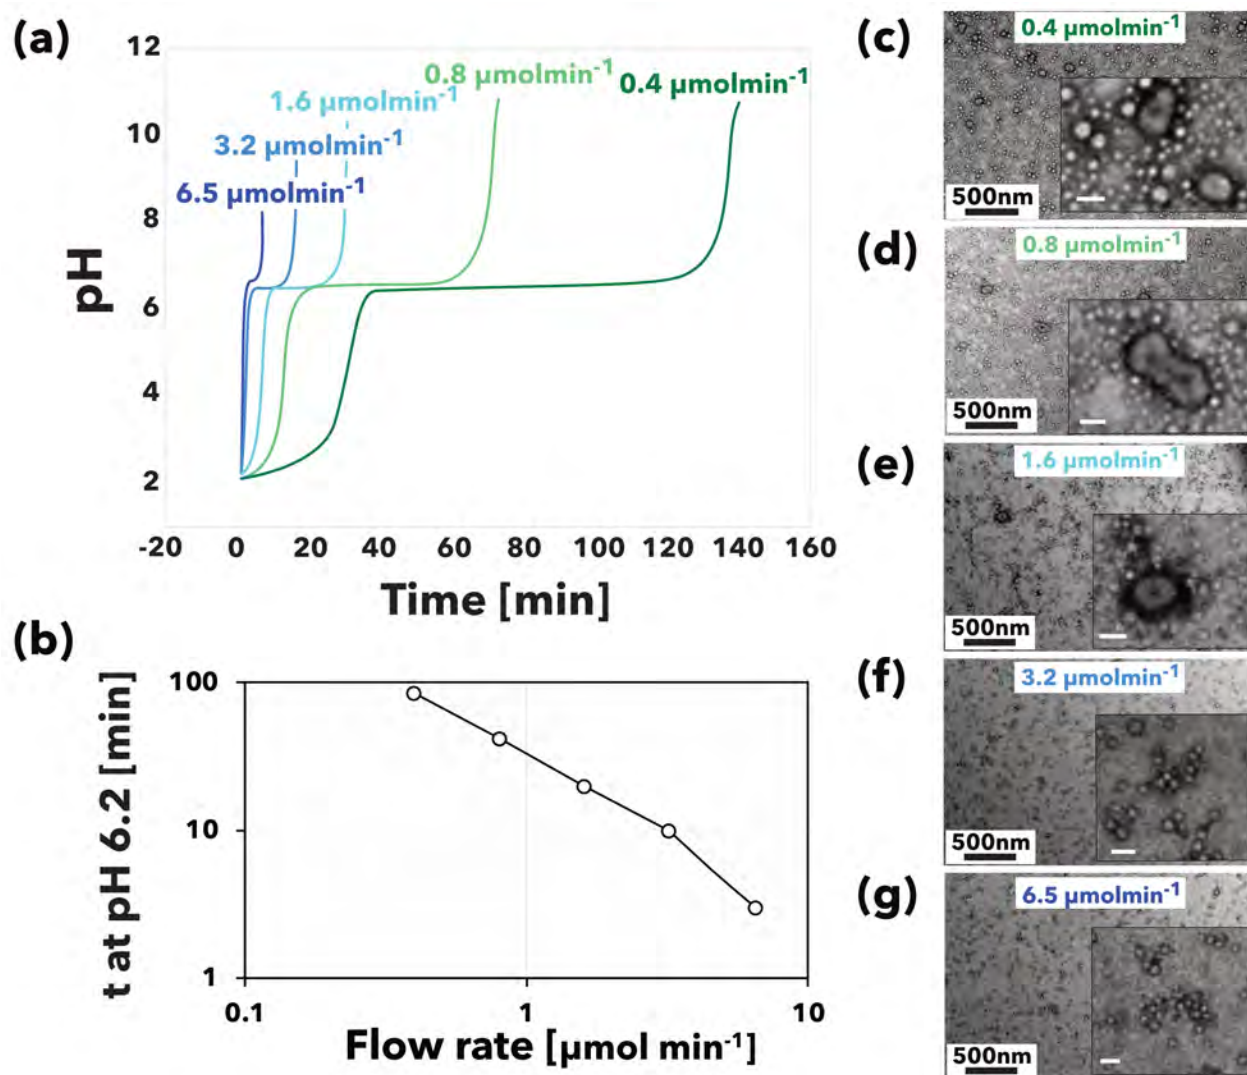 (a)
12
10
8
6
4
2
pH
6.5 µmolmin-1
3.2 µmolmin-1
1.6 µmolmin-1
0.8 µmolmin-1
0.4 µmolmin-1
-20 0 20 40 60 80 100 120 140 160
Time [min]
(b)
t at pH 6.2 [min]
100
10
1
0.1 1 10
Flow rate [µmol min-1]
(c)
0.4 µmolmin-1
500nm
(d)
0.8 µmolmin-1
500nm
(e)
1.6 µmolmin-1
500nm
(f)
3.2 µmolmin-1
500nm
(g)
6.5 µmolmin-1
500nm